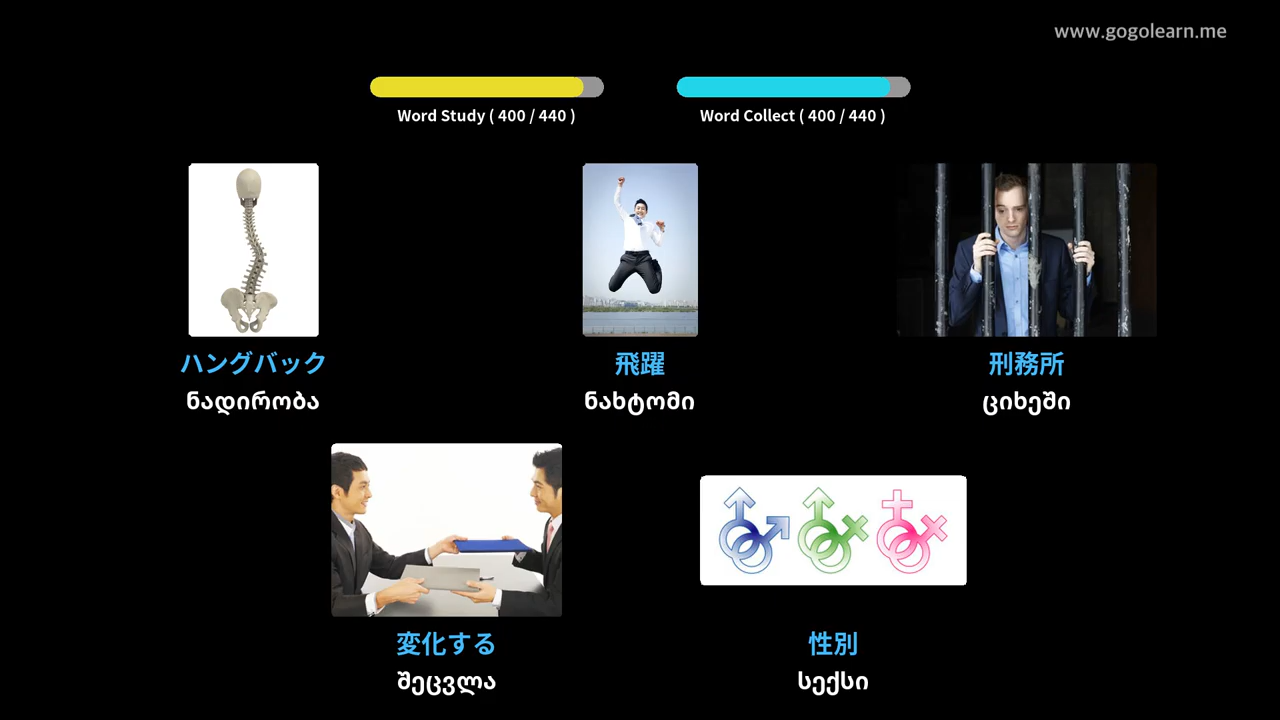 www.gogolearn.me
Word Study ( 400 / 440 )
Word Collect ( 400 / 440 )
ハングバック
飛躍
刑務所
ნადირობა
ნახტომი
ციხეში
変化する
性別
შეცვლა
სექსი